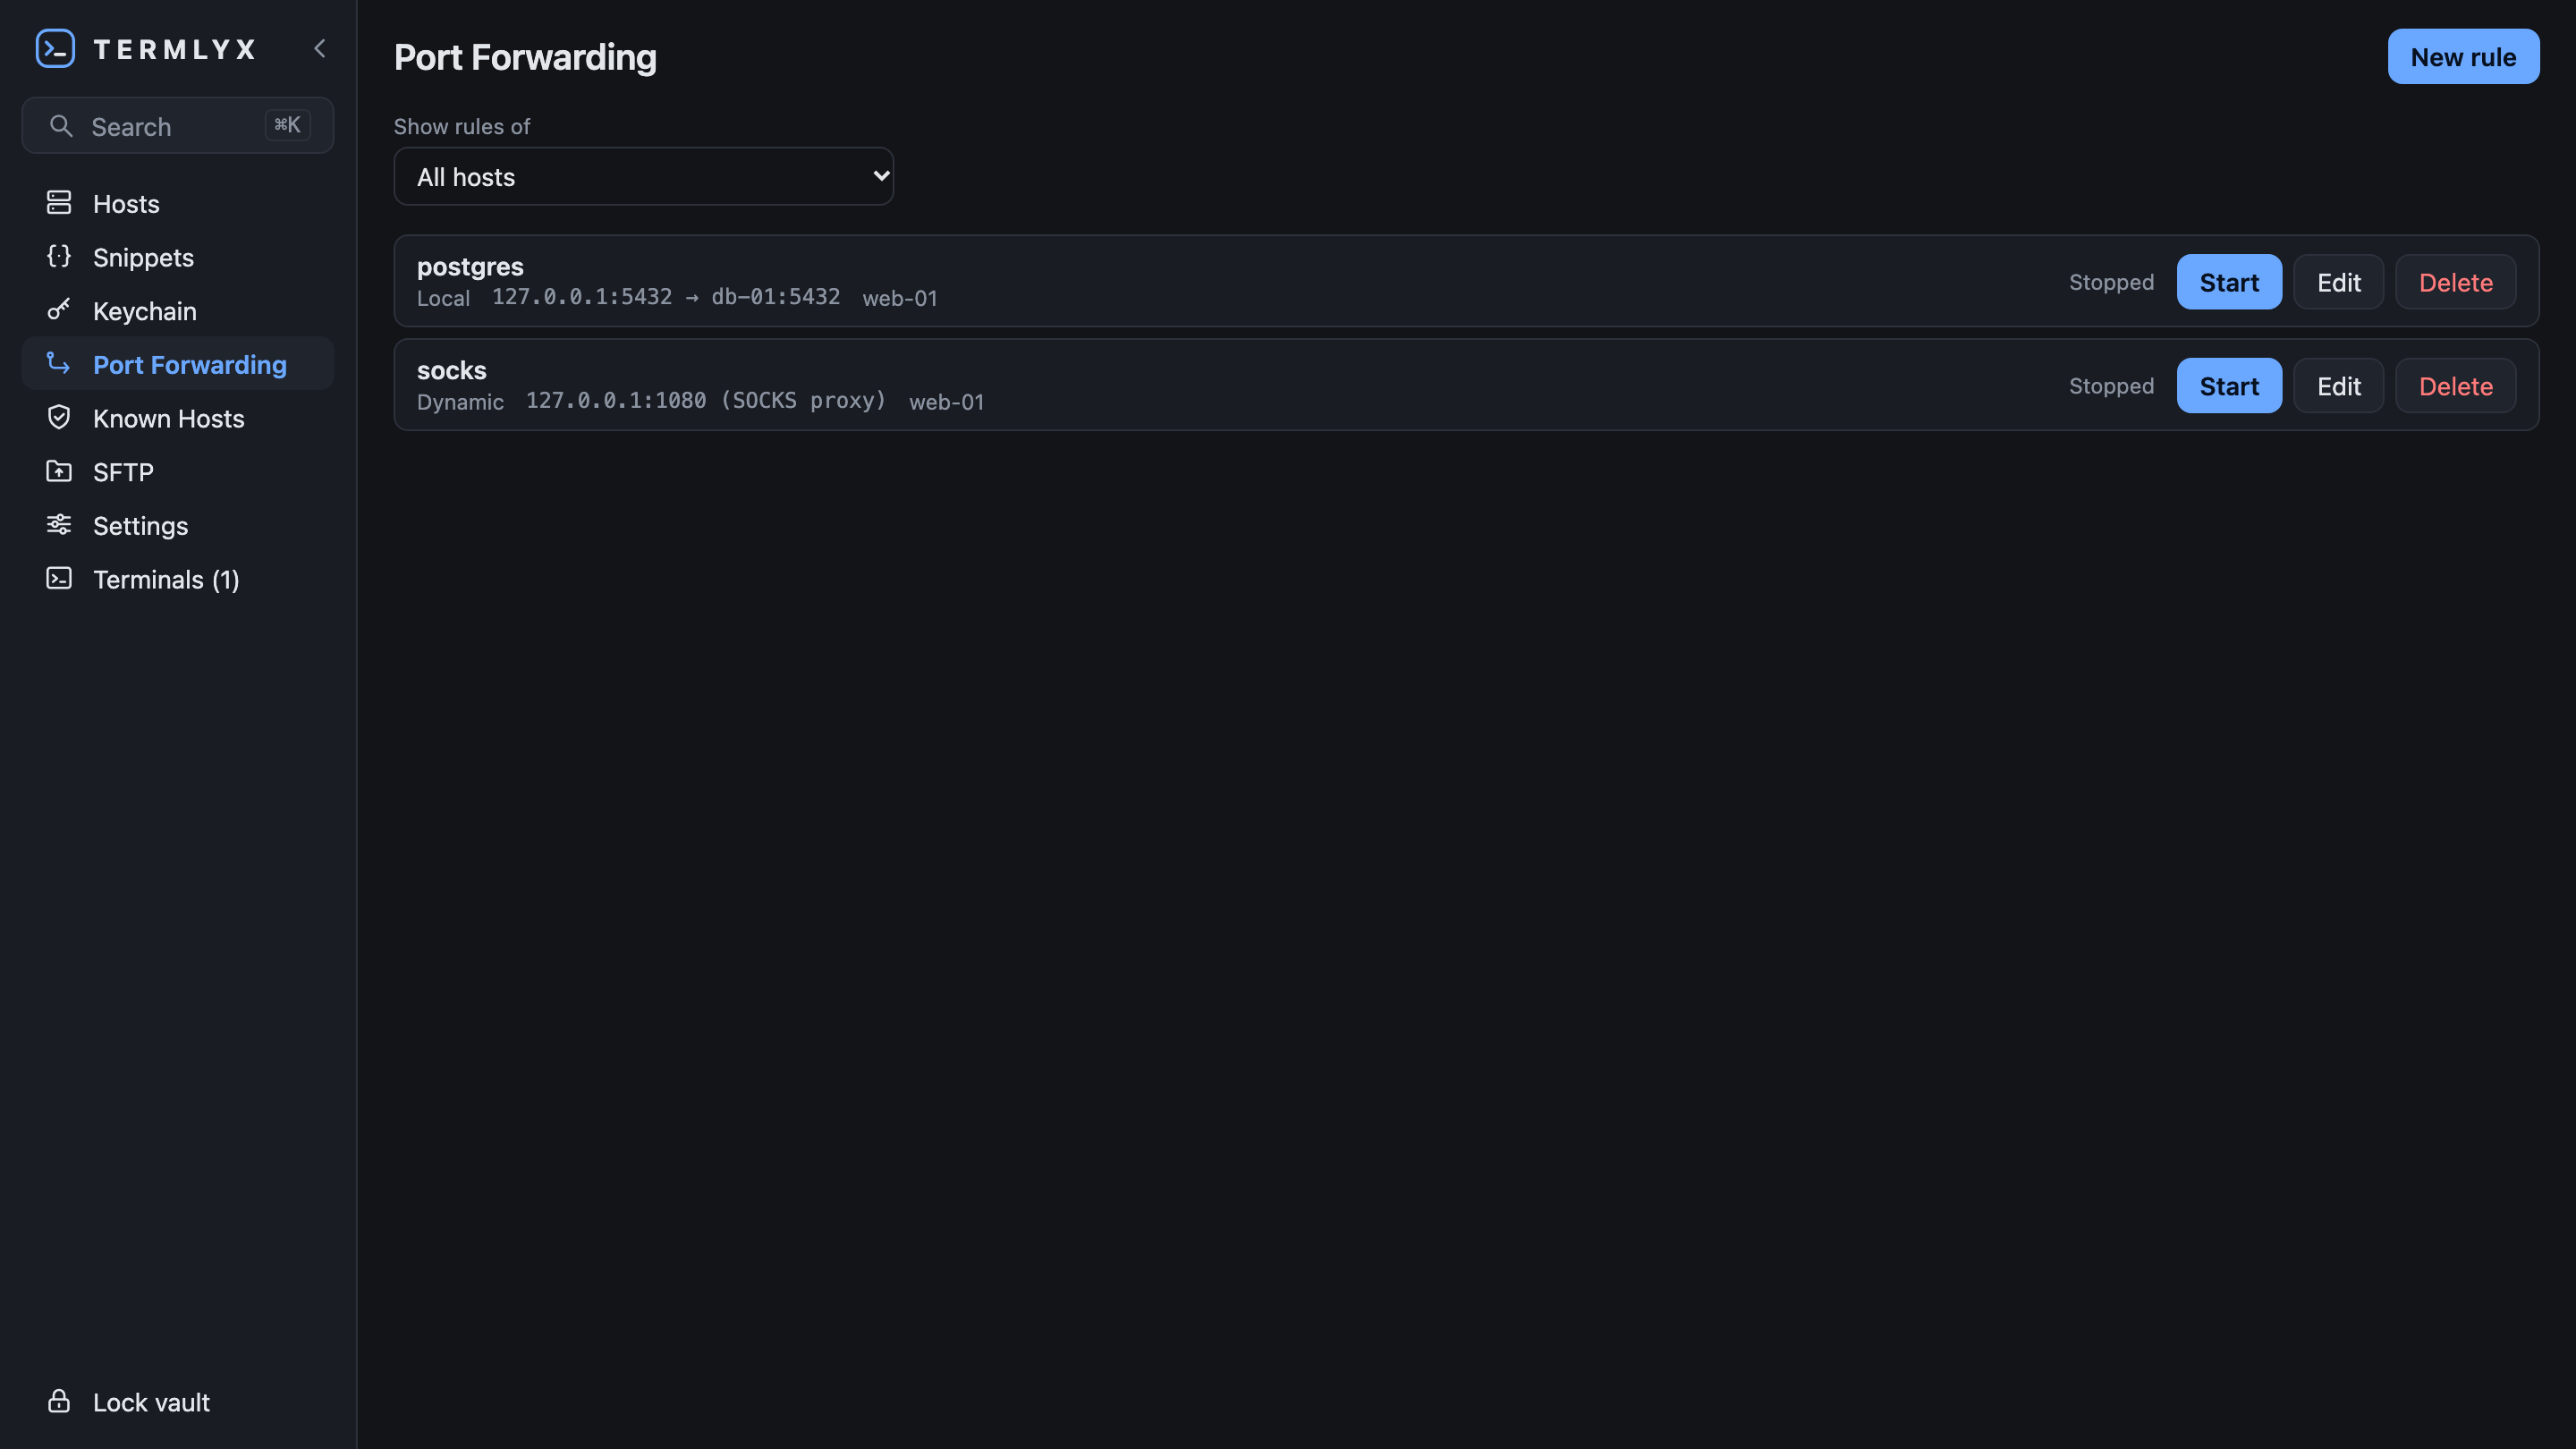 TERMLYX
Search ⌘K
Hosts
Snippets
Keychain
Port Forwarding
Known Hosts
SFTP
Settings
Terminals (1)
Lock vault
Port Forwarding
New rule
Show rules of
All hosts
postgres
Local 127.0.0.1:5432 → db-01:5432 web-01
Stopped Start Edit Delete
socks
Dynamic 127.0.0.1:1080 (SOCKS proxy) web-01
Stopped Start Edit Delete